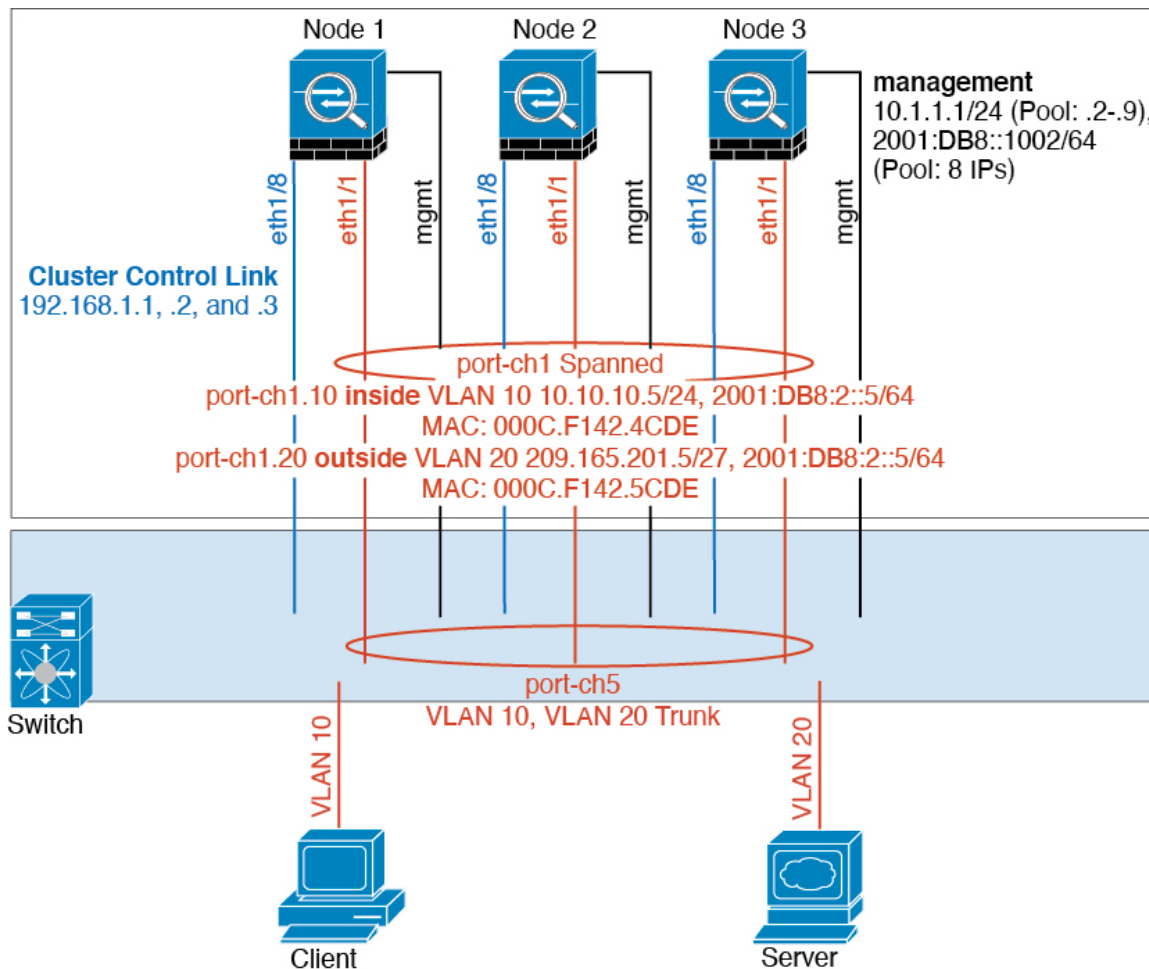 Node 1
Node 2
Node 3
management
10.1.1.1/24 (Pool: .2-.9),
2001:DB8::1002/64
(Pool: 8 IPs)
eth1/8
eth1/1
mgmt
eth1/8
eth1/1
mgmt
eth1/8
eth1/1
mgmt
Cluster Control Link
192.168.1.1, .2, and .3
port-ch1 Spanned
port-ch1.10 inside VLAN 10 10.10.10.5/24, 2001:DB8:2::5/64
MAC: 000C.F142.4CDE
port-ch1.20 outside VLAN 20 209.165.201.5/27, 2001:DB8:2::5/64
MAC: 000C.F142.5CDE
port-ch5
VLAN 10, VLAN 20 Trunk
Switch
VLAN 10
VLAN 20
Client
Server